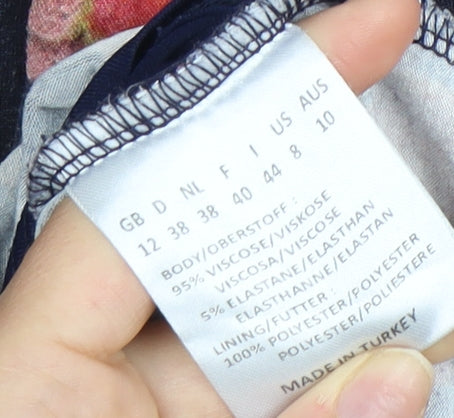 GB D NL F I US AUS
12 38 38 40 44 8 10
BODY/OBERSTOFF :
95% VISCOSE/VISKOSE
VISCOSA/VISCOSE
5% ELASTANE/ELASTHAN
ELASTHANNE/ELASTAN
LINING/FUTTER :
100% POLYESTER/POLYESTER
POLYESTER/POLIESTERE
MADE IN TURKEY